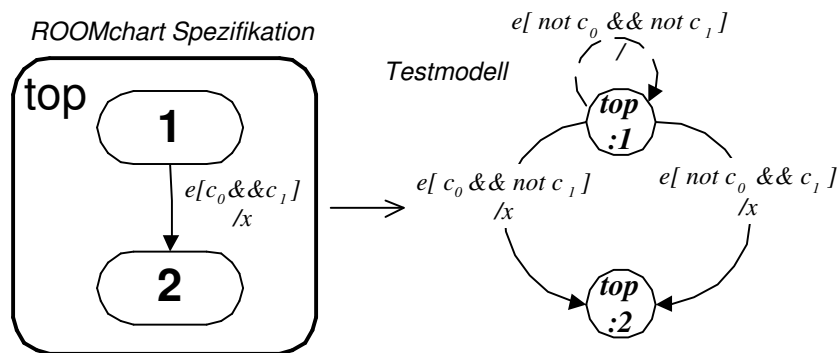 ROOMchart Spezifikation
top
1
e[c₀&&c₁]
/x
2
Testmodell
e[ not c₀ && not c₁ ]
/
top
:1
e[ c₀ && not c₁ ]
/x
e[ not c₀ && c₁ ]
/x
top
:2